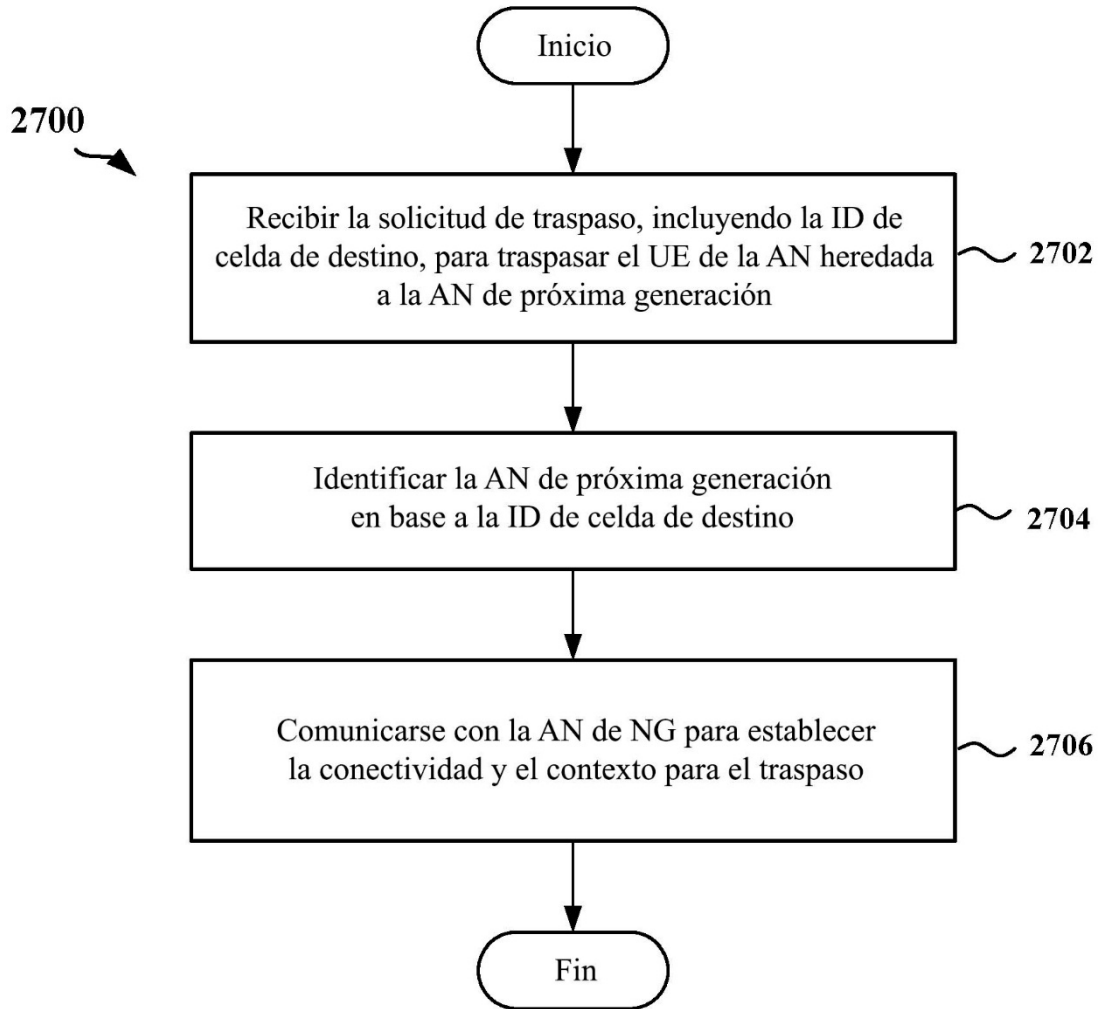 Inicio
2700
Recibir la solicitud de traspaso, incluyendo la ID de
celda de destino, para traspasar el UE de la AN heredada
a la AN de próxima generación
2702
Identificar la AN de próxima generación
en base a la ID de celda de destino
2704
Comunicarse con la AN de NG para establecer
la conectividad y el contexto para el traspaso
2706
Fin